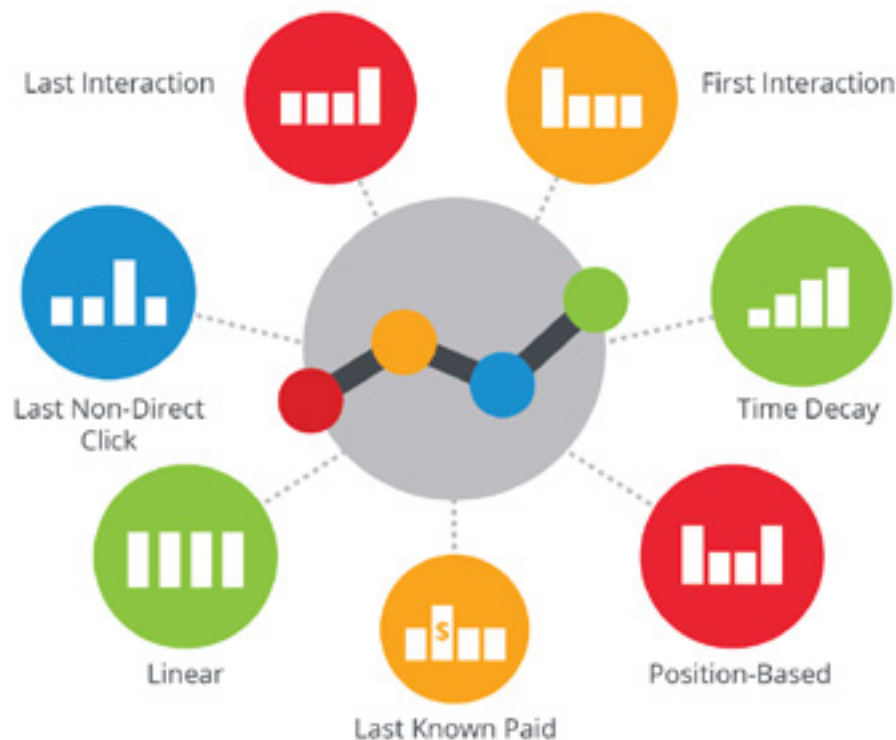 Last Interaction
First Interaction
Last Non-Direct
Click
Time Decay
Linear
$
Position-Based
Last Known Paid